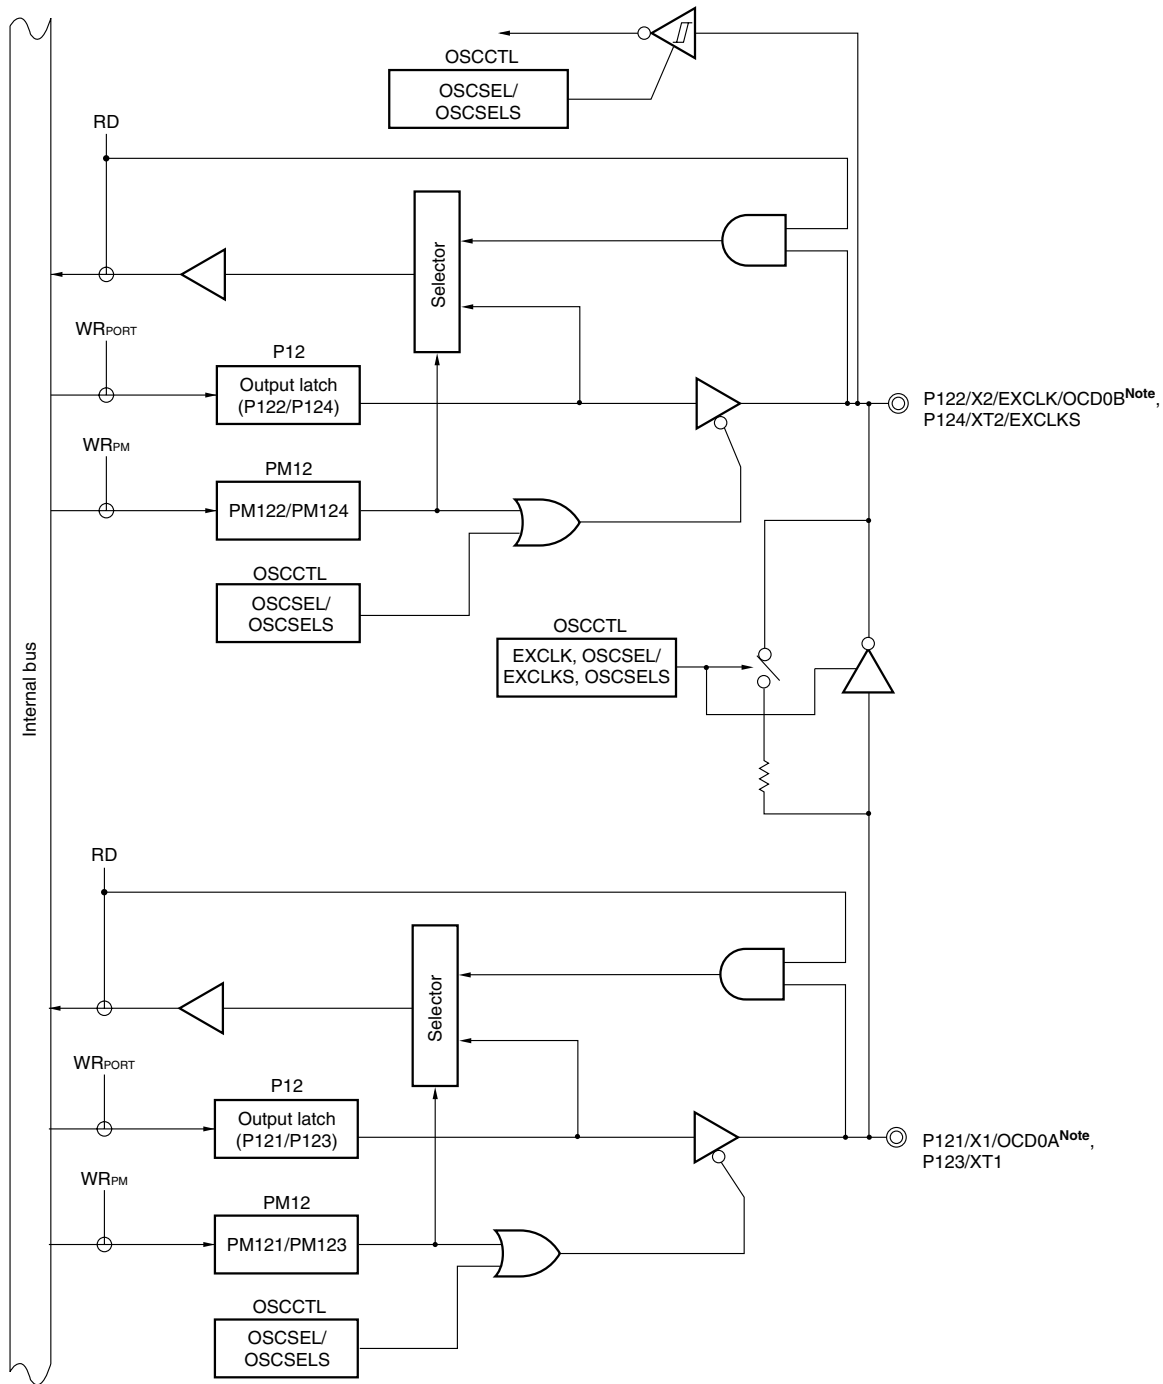 OSCCTL
OSCSEL/
OSCSELS
RD
Selector
WRPORT
P12
Output latch
(P122/P124)
P122/X2/EXCLK/OCD0BNote,
P124/XT2/EXCLKS
WRPM
PM12
PM122/PM124
OSCCTL
OSCSEL/
OSCSELS
OSCCTL
EXCLK, OSCSEL/
EXCLKS, OSCSELS
Internal bus
RD
Selector
WRPORT
P12
Output latch
(P121/P123)
P121/X1/OCD0ANote,
P123/XT1
WRPM
PM12
PM121/PM123
OSCCTL
OSCSEL/
OSCSELS